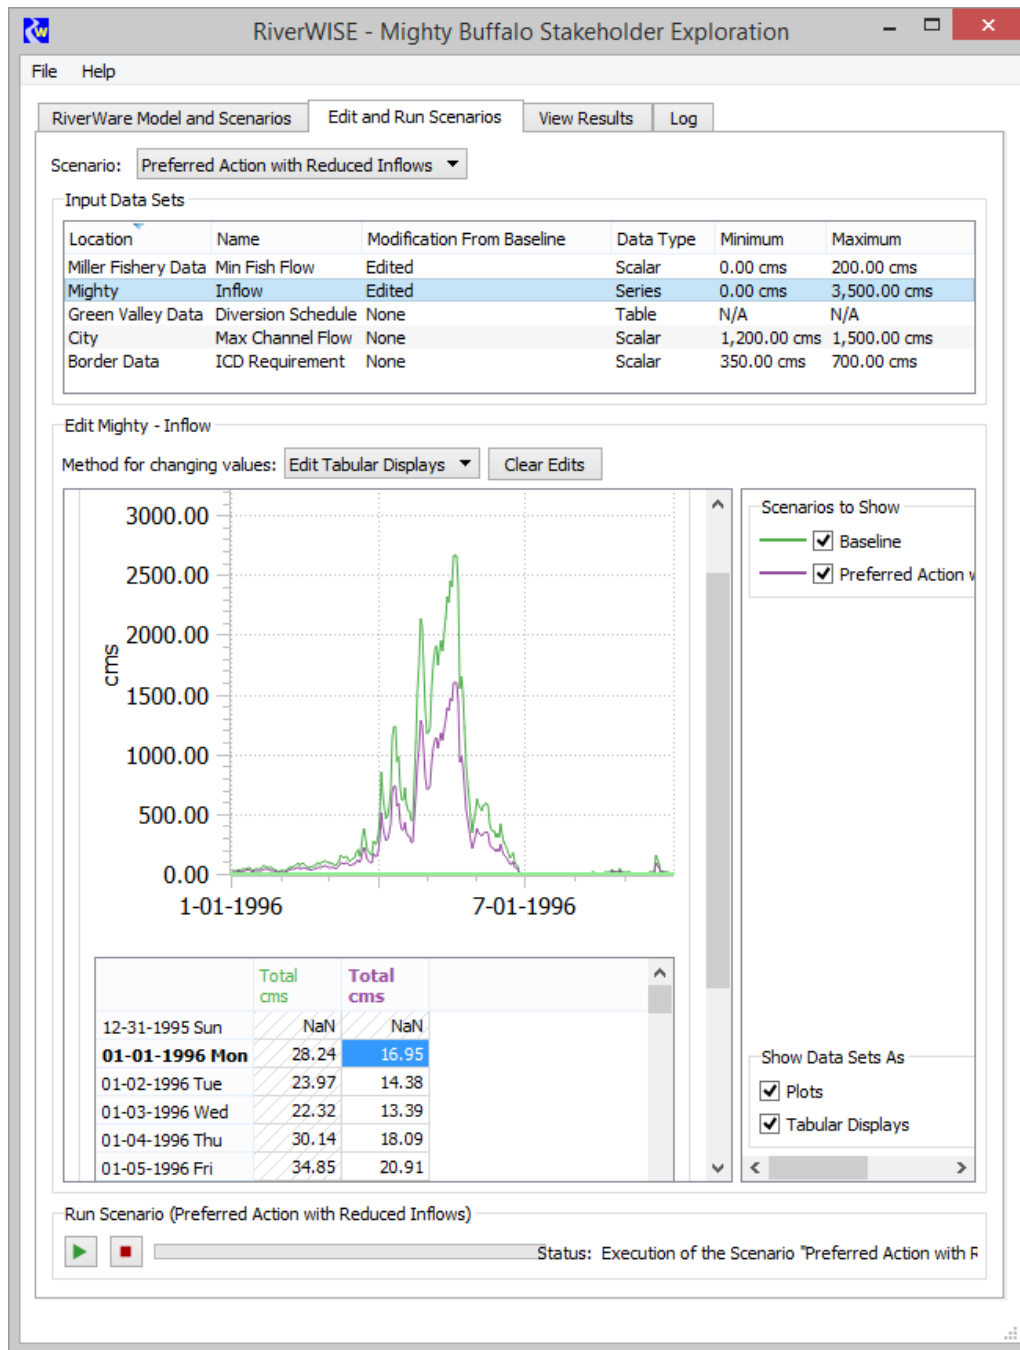 RiverWISE - Mighty Buffalo Stakeholder Exploration
File Help
RiverWare Model and Scenarios Edit and Run Scenarios View Results Log
Scenario: Preferred Action with Reduced Inflows
Input Data Sets
Location Name Modification From Baseline Data Type Minimum Maximum
Miller Fishery Data Min Fish Flow Edited Scalar 0.00 cms 200.00 cms
Mighty Inflow Edited Series 0.00 cms 3,500.00 cms
Green Valley Data Diversion Schedule None Table N/A N/A
City Max Channel Flow None Scalar 1,200.00 cms 1,500.00 cms
Border Data ICD Requirement None Scalar 350.00 cms 700.00 cms
Edit Mighty - Inflow
Method for changing values: Edit Tabular Displays Clear Edits
3000.00
2500.00
2000.00
1500.00
1000.00
500.00
0.00
cms
1-01-1996 7-01-1996
Scenarios to Show
Baseline
Preferred Action w
Total Total
cms cms
12-31-1995 Sun NaN NaN
01-01-1996 Mon 28.24 16.95
01-02-1996 Tue 23.97 14.38
01-03-1996 Wed 22.32 13.39
01-04-1996 Thu 30.14 18.09
01-05-1996 Fri 34.85 20.91
Show Data Sets As
Plots
Tabular Displays
Run Scenario (Preferred Action with Reduced Inflows)
Status: Execution of the Scenario "Preferred Action with R